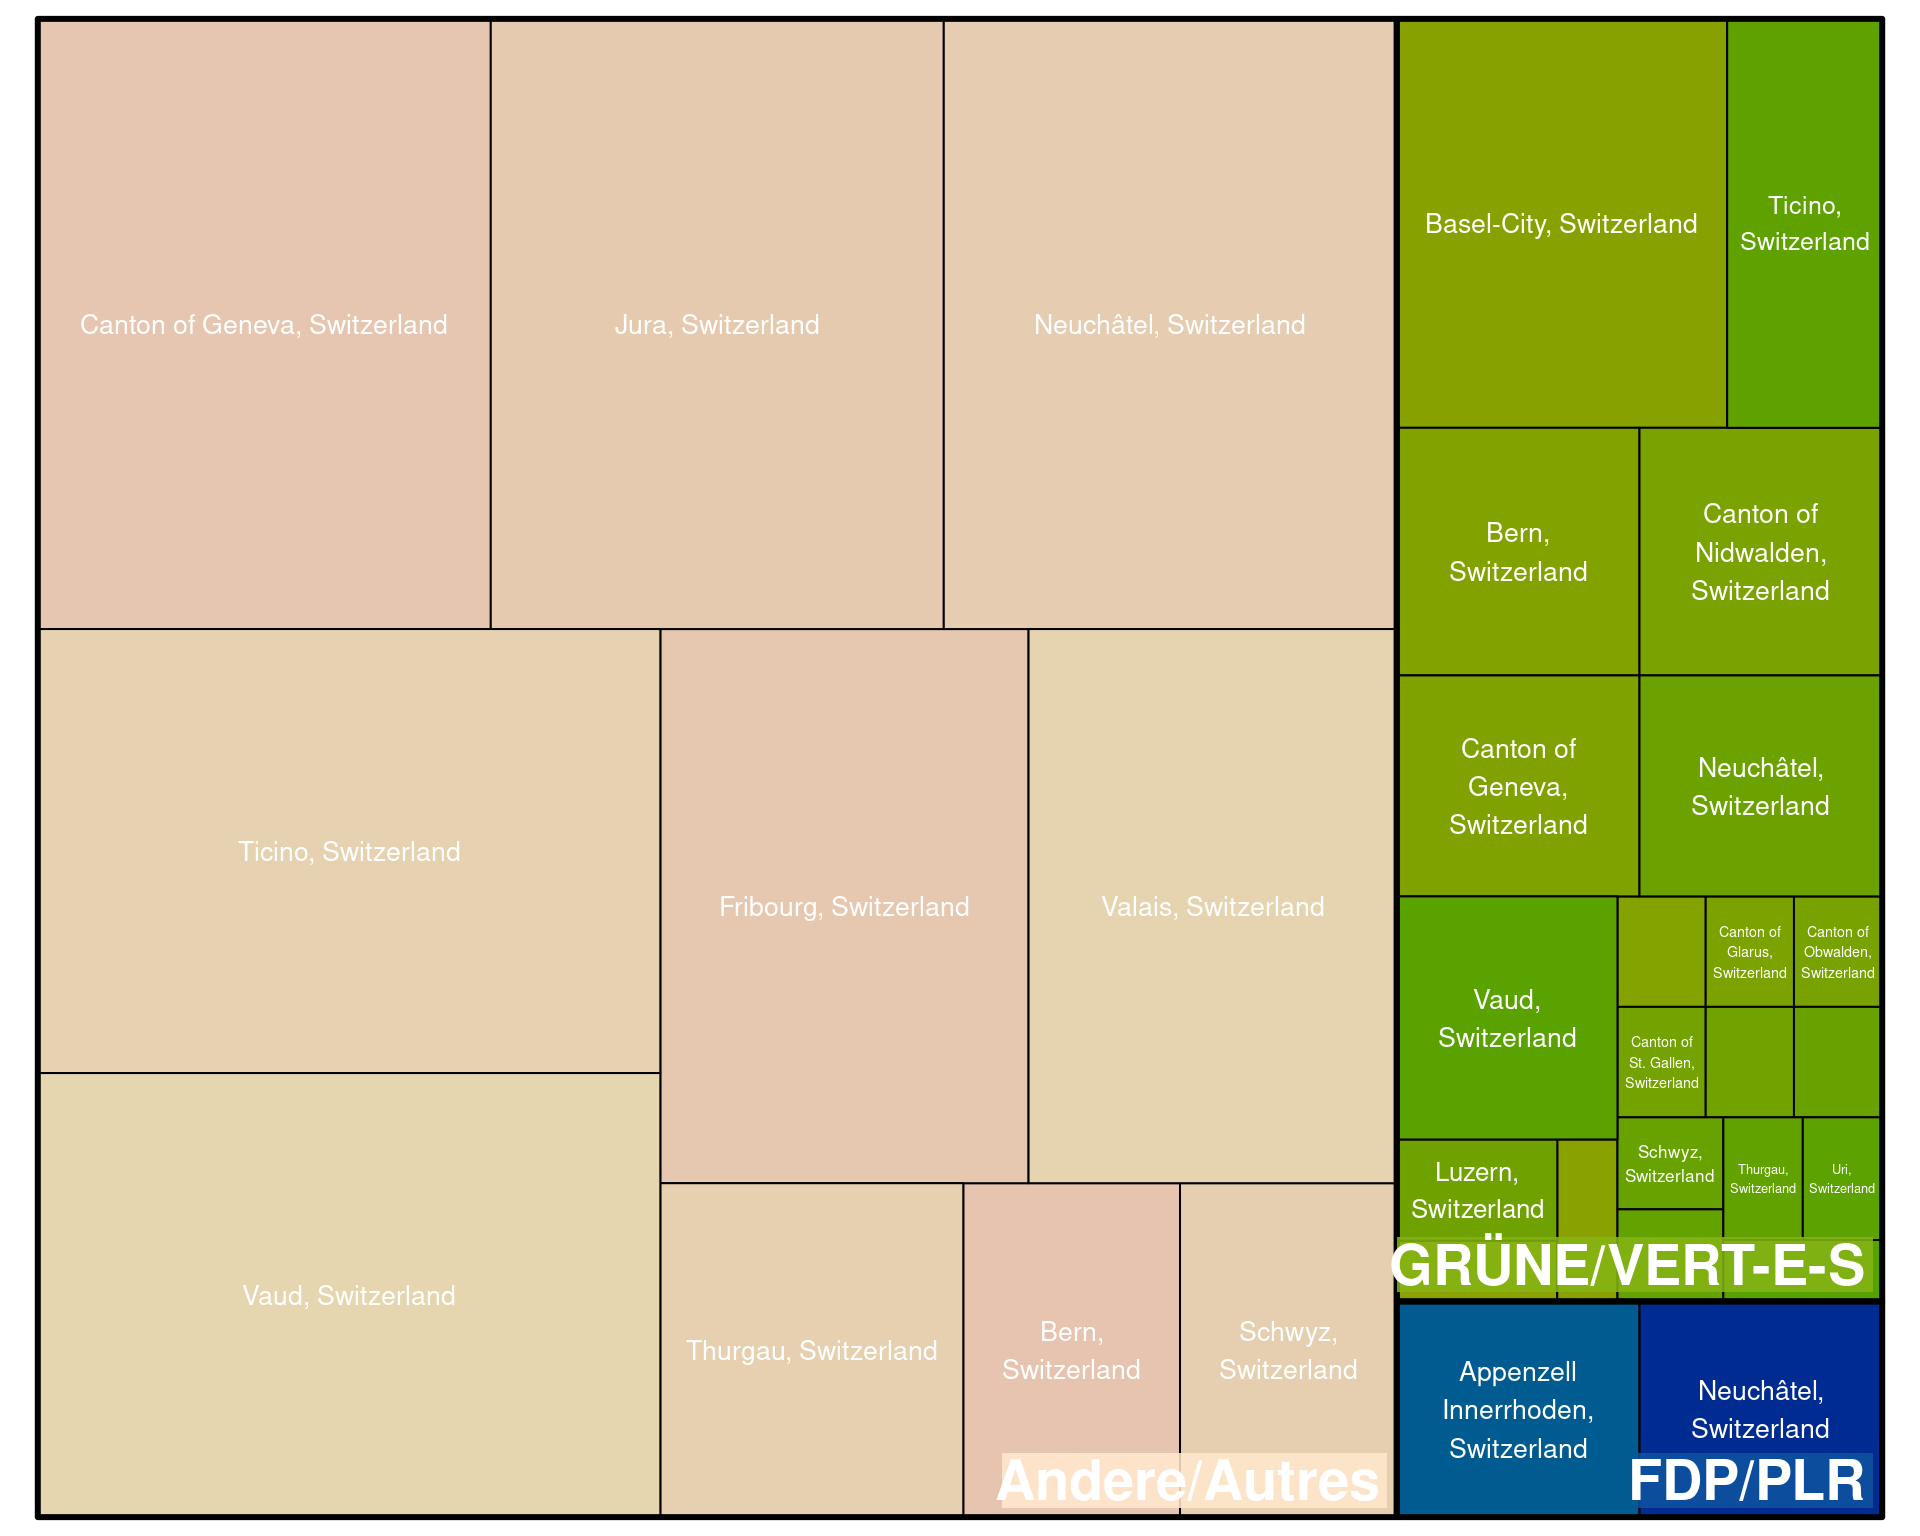 Canton of Geneva, Switzerland
Jura, Switzerland
Neuchâtel, Switzerland
Ticino, Switzerland
Vaud, Switzerland
Fribourg, Switzerland
Valais, Switzerland
Thurgau, Switzerland
Bern,
Switzerland
Schwyz,
Switzerland
Andere/Autres
Basel-City, Switzerland
Ticino,
Switzerland
Bern,
Switzerland
Canton of
Nidwalden,
Switzerland
Canton of
Geneva,
Switzerland
Neuchâtel,
Switzerland
Vaud,
Switzerland
Canton of
Glarus,
Switzerland
Canton of
Obwalden,
Switzerland
Canton of
St. Gallen,
Switzerland
Luzern,
Switzerland
Schwyz,
Switzerland
Thurgau,
Switzerland
Uri,
Switzerland
GRÜNE/VERT-E-S
Appenzell
Innerrhoden,
Switzerland
Neuchâtel,
Switzerland
FDP/PLR